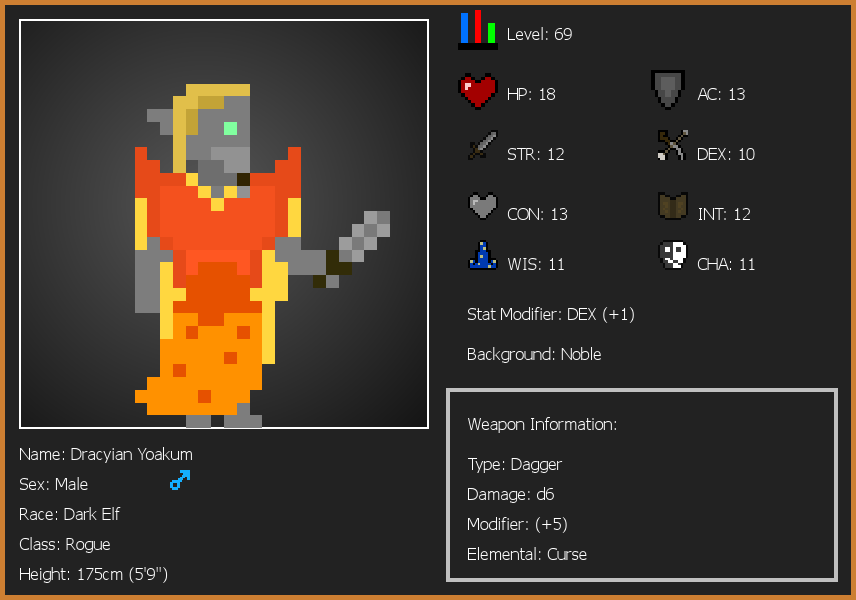 Level: 69
HP: 18
AC: 13
STR: 12
DEX: 10
CON: 13
INT: 12
WIS: 11
CHA: 11
Stat Modifier: DEX (+1)
Background: Noble
Weapon Information:
Type: Dagger
Damage: d6
Modifier: (+5)
Elemental: Curse
Name: Dracyian Yoakum
Sex: Male
Race: Dark Elf
Class: Rogue
Height: 175cm (5'9")